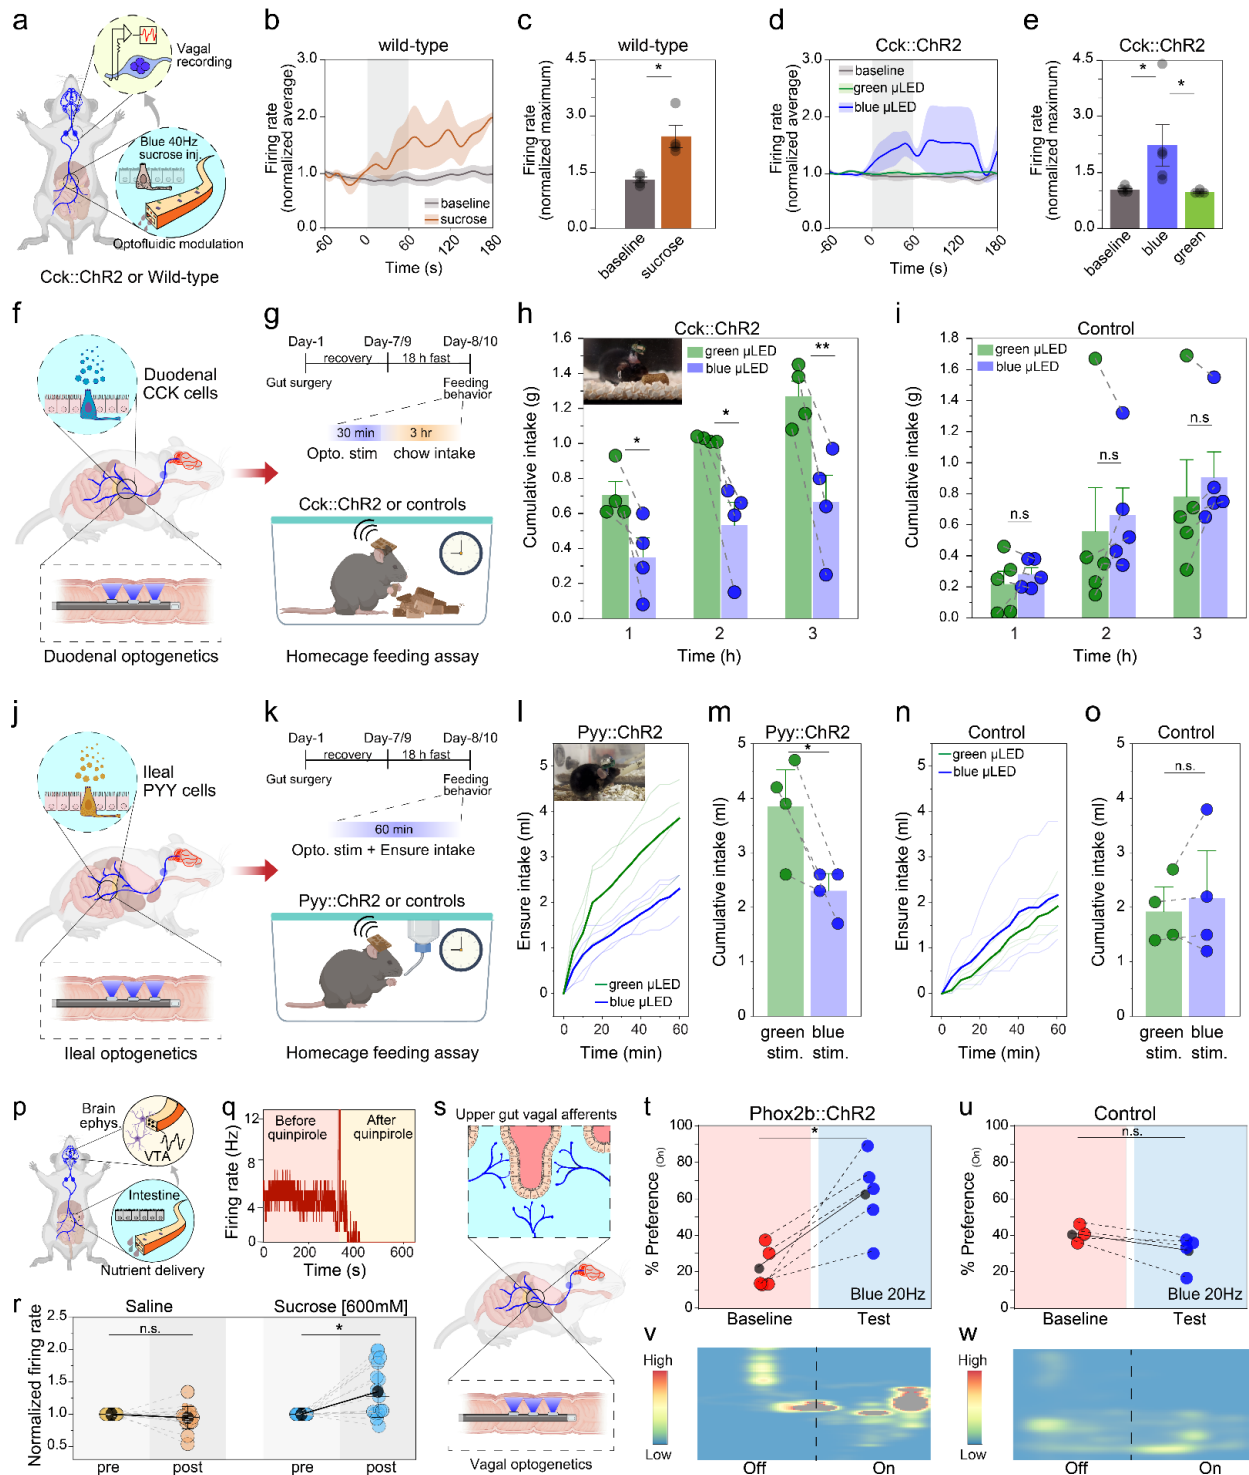 a
Vagal
recording
Blue 40Hz
sucrose inj.
Optofluidic modulation
Cck::ChR2 or Wild-type
b
wild-type
Firing rate
(normalized average)
3.0
2.0
1.0
0.0
baseline
sucrose
-60
0
60
120
180
Time (s)
c
wild-type
Firing rate
(normalized maximum)
4.5
3.0
1.5
0.0
*
baseline
sucrose
d
Cck::ChR2
Firing rate
(normalized average)
3.0
2.0
1.0
0.0
baseline
green µLED
blue µLED
-60
0
60
120
180
Time (s)
e
Cck::ChR2
Firing rate
(normalized maximum)
4.5
3.0
1.5
0.0
*
*
baseline
blue
green
f
Duodenal
CCK cells
Duodenal optogenetics
g
Day-1
Day-7/9
Day-8/10
recovery
18 h fast
Gut surgery
Feeding
behavior
30 min
3 hr
Opto. stim
chow intake
Cck::ChR2 or controls
Homecage feeding assay
h
Cck::ChR2
Cumulative intake (g)
1.6
1.4
1.2
1.0
0.8
0.6
0.4
0.2
0.0
green µLED
blue µLED
*
*
**
1
2
3
Time (h)
i
Control
Cumulative intake (g)
1.8
1.6
1.4
1.2
1.0
0.8
0.6
0.4
0.2
0.0
green µLED
blue µLED
n.s
n.s
n.s
1
2
3
Time (h)
j
Ileal
PYY cells
Ileal optogenetics
k
Day-1
Day-7/9
Day-8/10
recovery
18 h fast
Gut surgery
Feeding
behavior
60 min
Opto. stim + Ensure intake
Pyy::ChR2 or controls
Homecage feeding assay
l
Pyy::ChR2
Ensure intake (ml)
5
4
3
2
1
0
green µLED
blue µLED
0
20
40
60
Time (min)
m
Pyy::ChR2
Cumulative intake (ml)
5
4
3
2
1
0
*
green
stim.
blue
stim.
n
Control
Ensure intake (ml)
5
4
3
2
1
0
green µLED
blue µLED
0
20
40
60
Time (min)
o
Control
Cumulative intake (ml)
5
4
3
2
1
0
n.s.
green
stim.
blue
stim.
p
Brain
ephys.
VTA
Intestine
Nutrient delivery
q
Firing rate (Hz)
12
8
4
0
Before
quinpirole
After
quinpirole
0
200
400
600
Time (s)
r
Normalized firing rate
2.5
2.0
1.5
1.0
0.5
Saline
n.s.
Sucrose [600mM]
*
pre
post
pre
post
s
Upper gut vagal afferents
Vagal optogenetics
t
Phox2b::ChR2
% Preference (On)
100
80
60
40
20
0
*
Blue 20Hz
Baseline
Test
u
Control
% Preference (On)
100
80
60
40
20
0
n.s.
Blue 20Hz
Baseline
Test
v
High
Low
Off
On
w
High
Low
Off
On